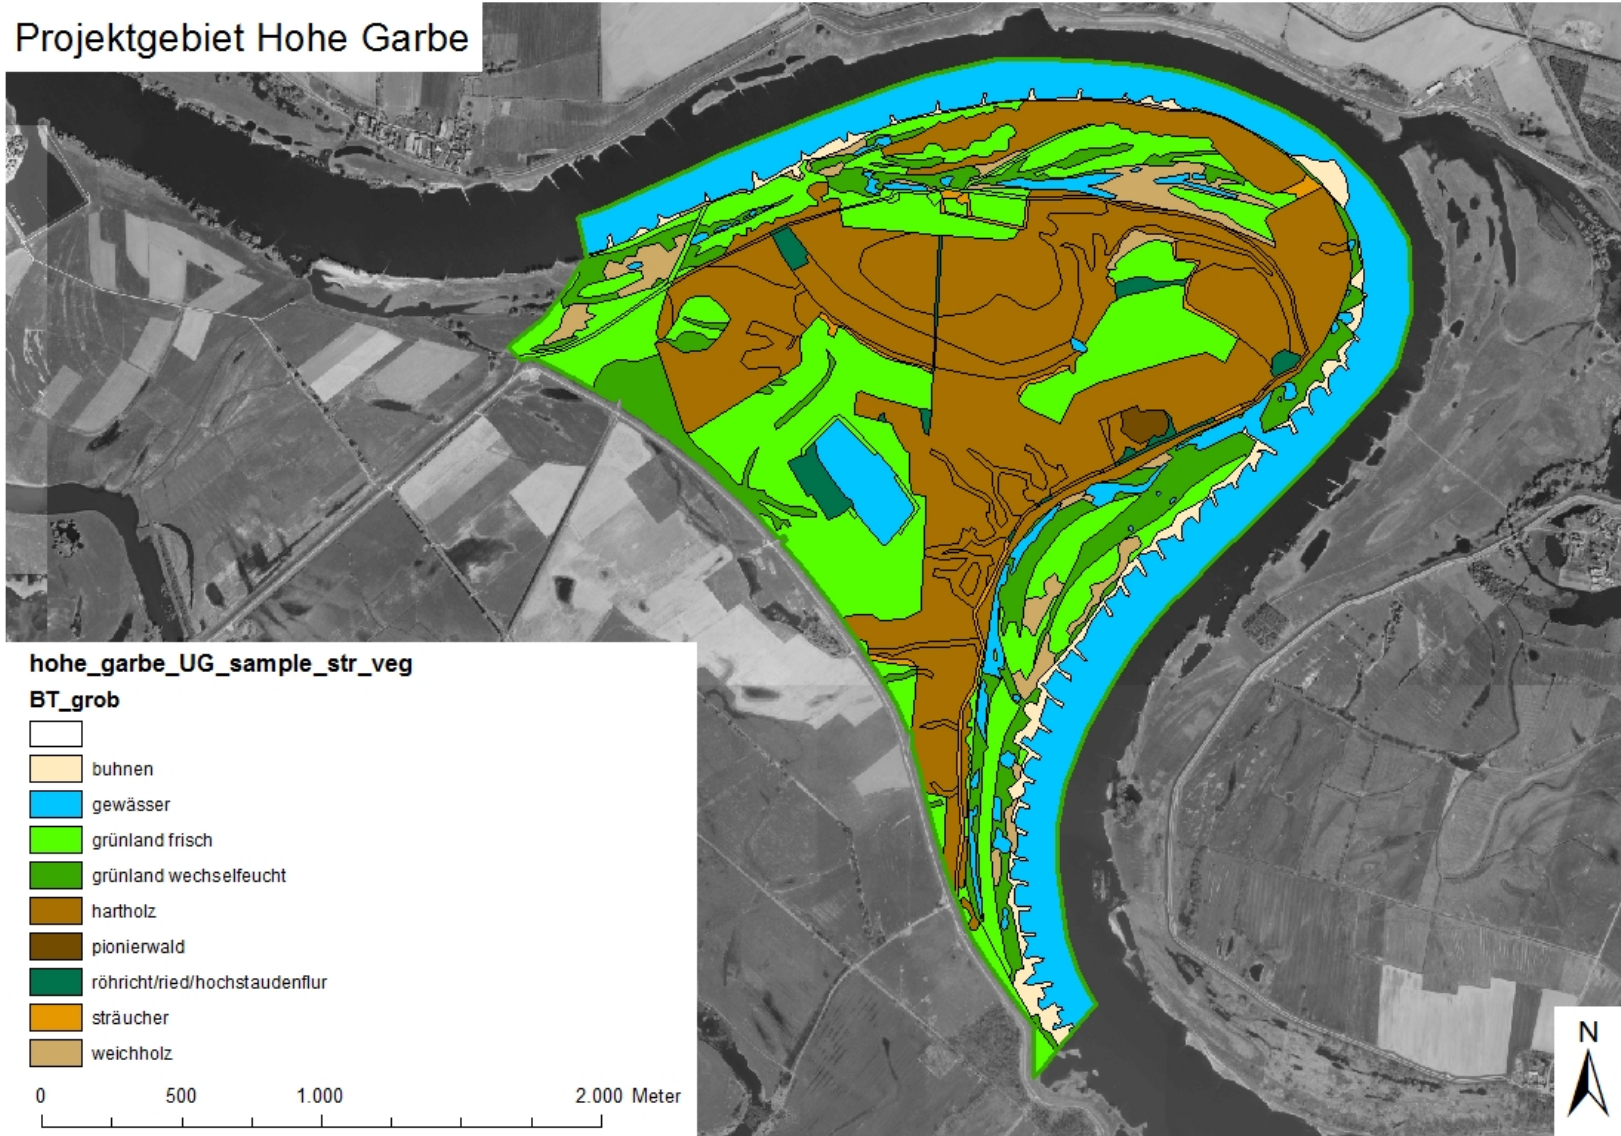 Projektgebiet Hohe Garbe
hohe_garbe_UG_sample_str_veg
BT_grob
buhnen
gewässer
grünland frisch
grünland wechselfeucht
hartholz
pionierwald
röhricht/ried/hochstaudenflur
sträucher
weichholz
0 500 1.000 2.000 Meter
N